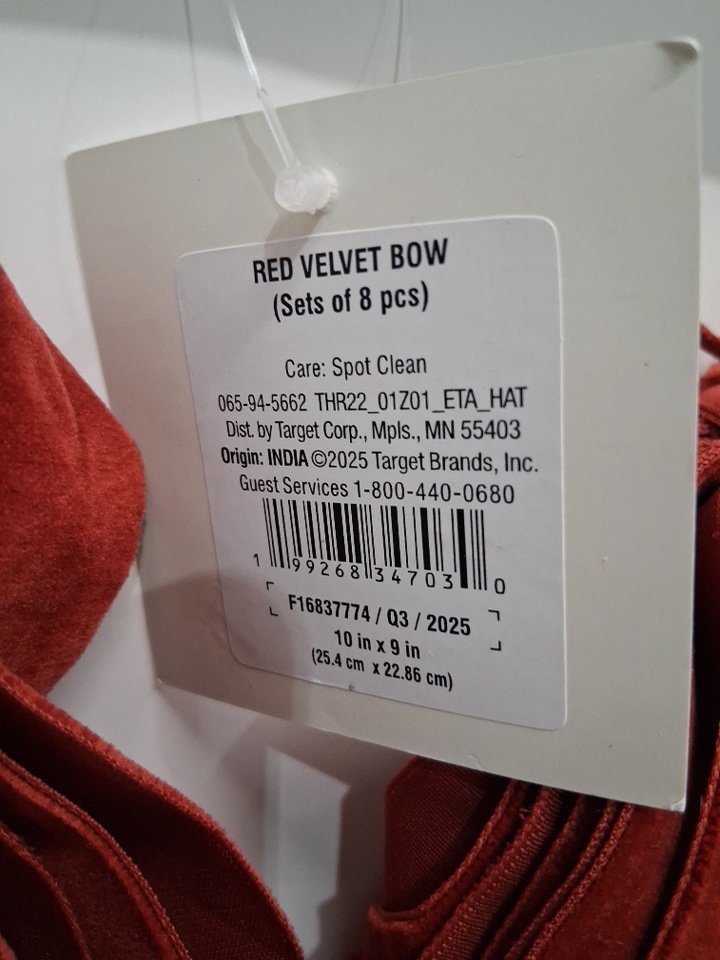 RED VELVET BOW
(Sets of 8 pcs)
Care: Spot Clean
065-94-5662 THR22_01Z01_ETA_HAT
Dist. by Target Corp., Mpls., MN 55403
Origin: INDIA ©2025 Target Brands, Inc.
Guest Services 1-800-440-0680
1 99268 34703 0
F16837774 / Q3 / 2025
10 in x 9 in
(25.4 cm x 22.86 cm)